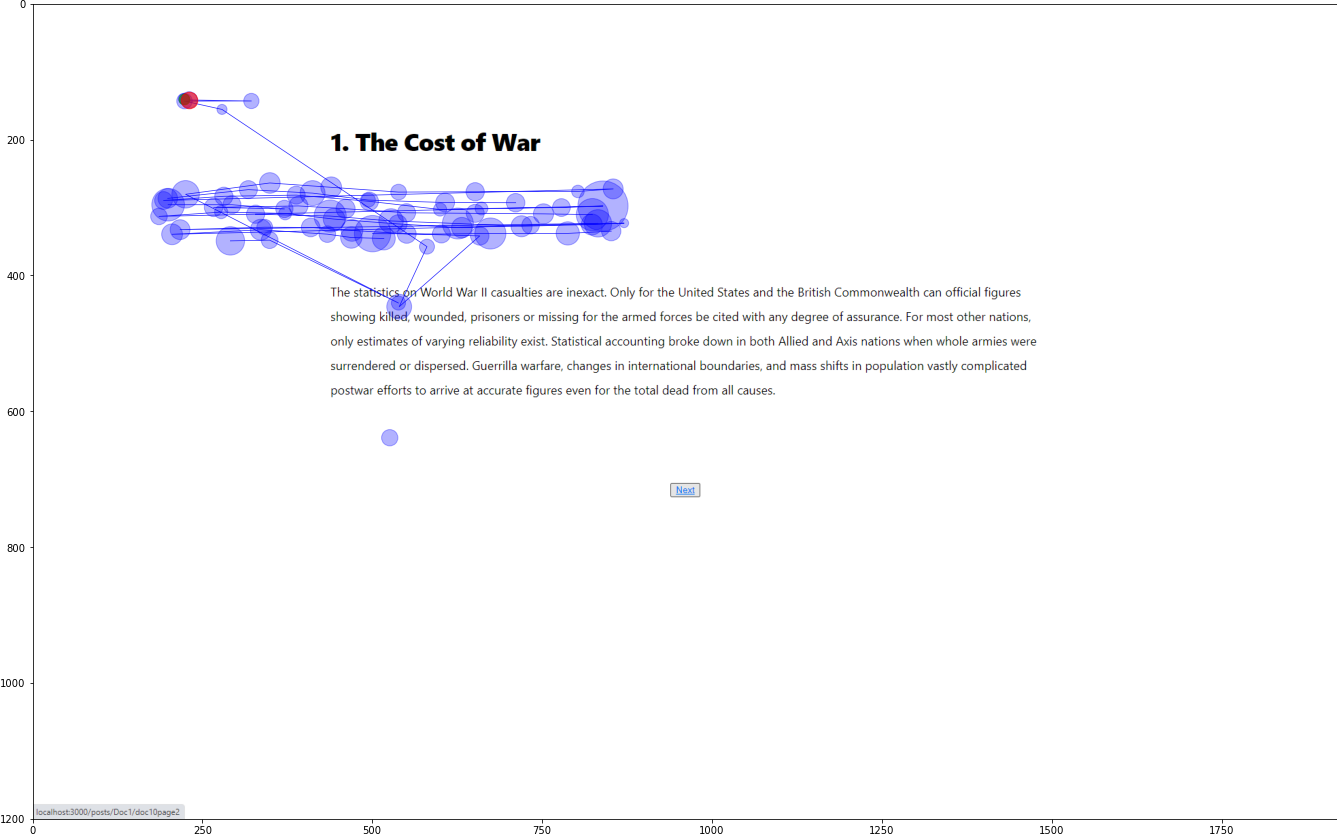 0
200
1. The Cost of War
400
The statistics on World War II casualties are inexact. Only for the United States and the British Commonwealth can official figures
showing killed, wounded, prisoners or missing for the armed forces be cited with any degree of assurance. For most other nations,
only estimates of varying reliability exist. Statistical accounting broke down in both Allied and Axis nations when whole armies were
surrendered or dispersed. Guerrilla warfare, changes in international boundaries, and mass shifts in population vastly complicated
postwar efforts to arrive at accurate figures even for the total dead from all causes.
600
Next
800
1000
localhost:3000/posts/Doc1/doc10page2
1200
0 250 500 750 1000 1250 1500 1750